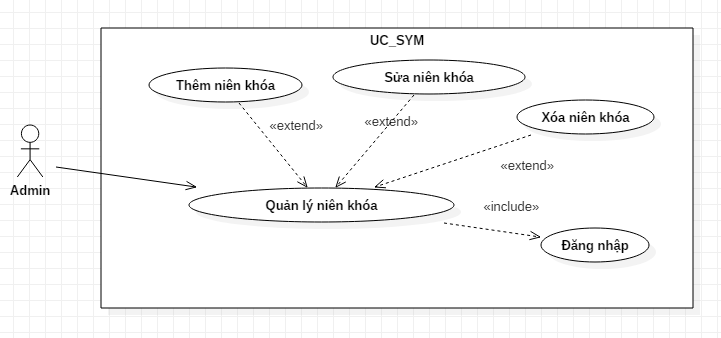 UC_SYM
Thêm niên khóa
Sửa niên khóa
Xóa niên khóa
«extend»
«extend»
«extend»
Admin
Quản lý niên khóa
«include»
Đăng nhập